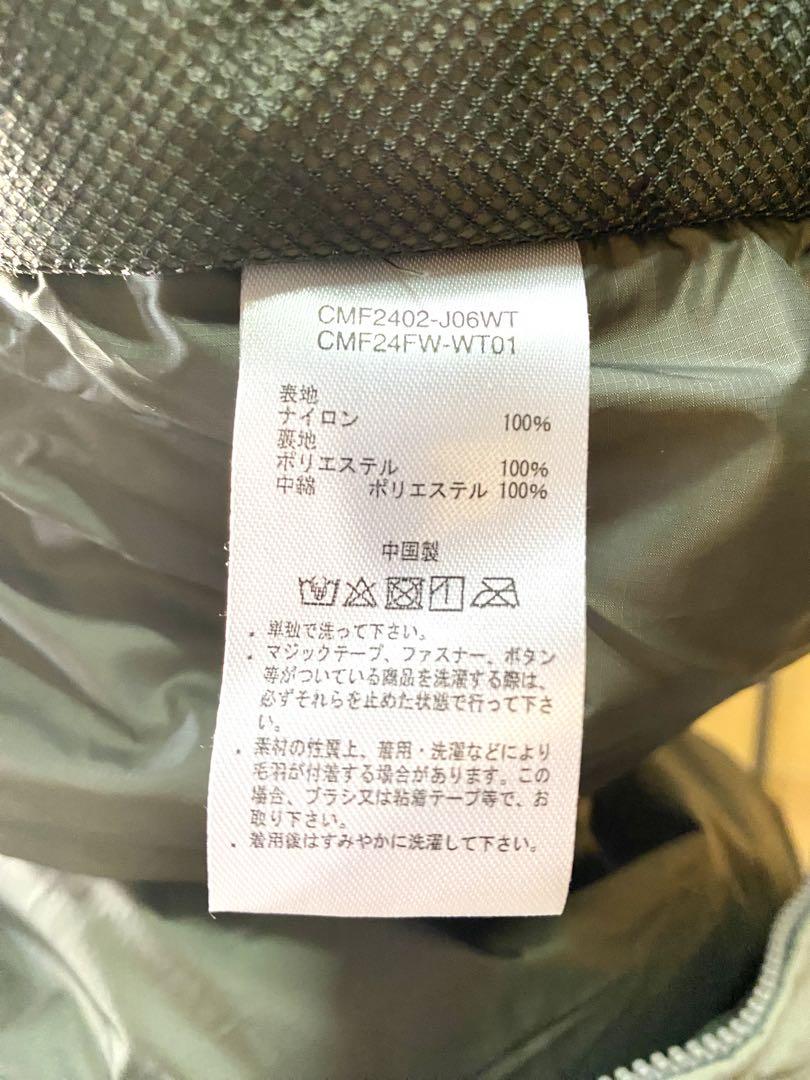 CMF2402-J06WT
CMF24FW-WT01
表地
ナイロン 100%
裏地
ポリエステル 100%
中綿 ポリエステル 100%
中国製
・単独で洗って下さい。
・マジックテープ、ファスナー、ボタン
等がついている商品を洗濯する際は、
必ずそれらを止めた状態で行って下さ
い。
・素材の性質上、着用・洗濯などにより
毛羽が付着する場合があります。この
場合、ブラシ又は粘着テープ等で、お
取り下さい。
・着用後はすみやかに洗濯して下さい。